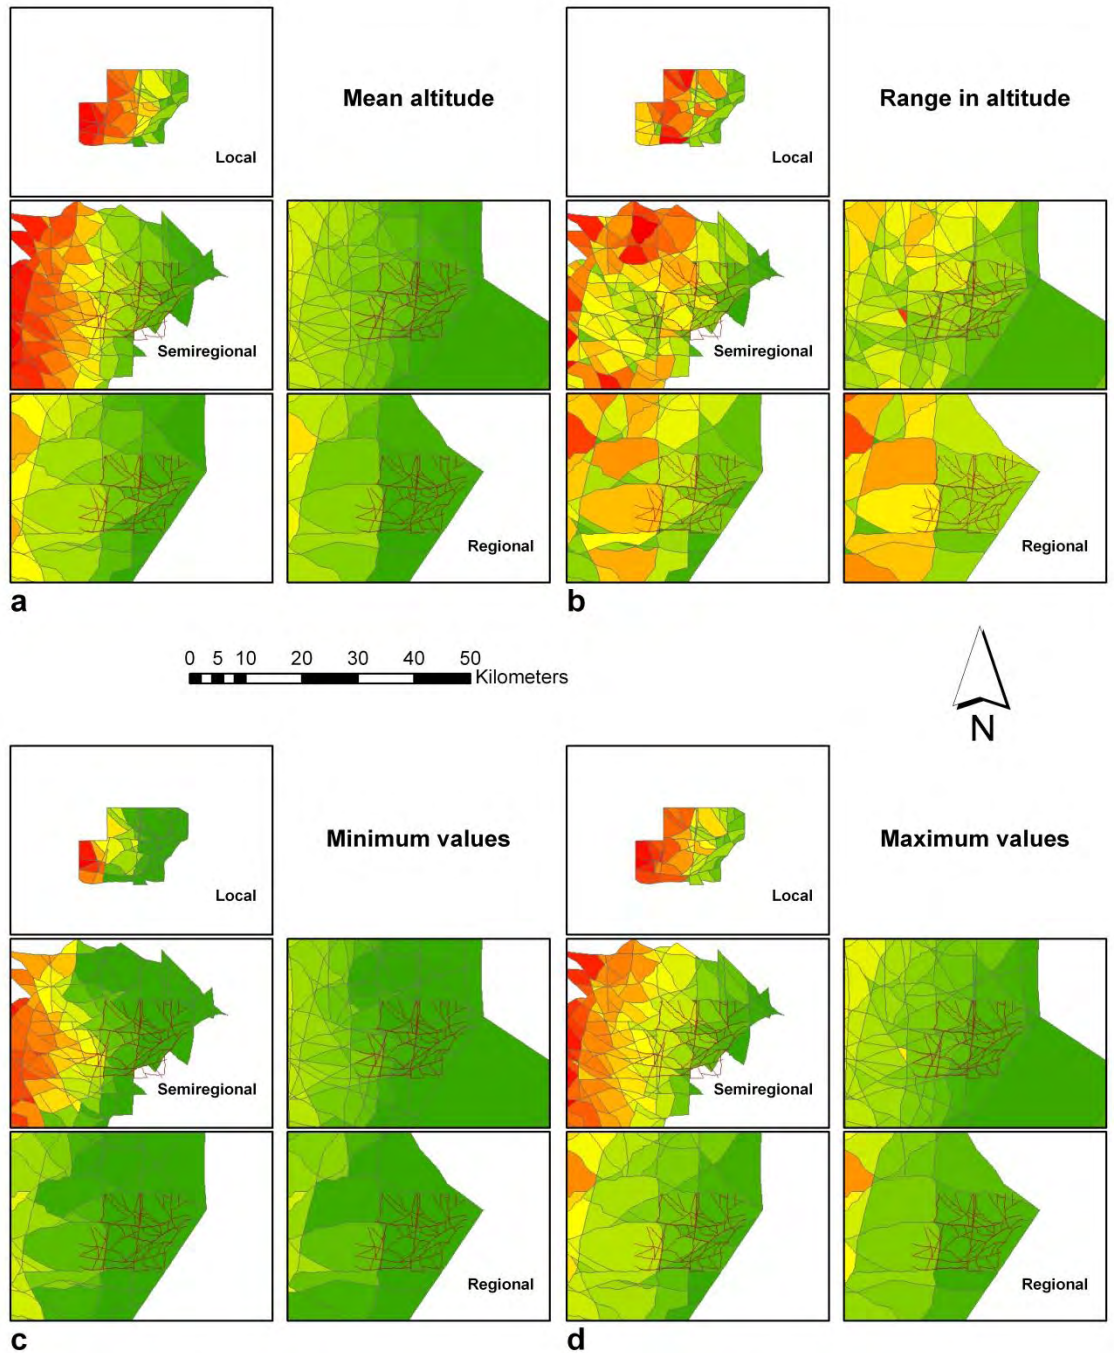 Local
Mean altitude
Local
Range in altitude
Semiregional
Semiregional
Regional
Regional
a
b
0 5 10 20 30 40 50
Kilometers
N
Local
Minimum values
Local
Maximum values
Semiregional
Semiregional
Regional
Regional
c
d